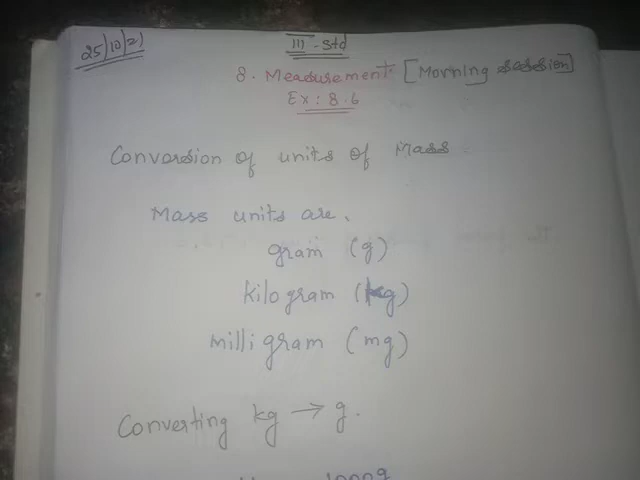 25/10/21
III - Std
8. Measurement [Morning session]
Ex: 8.6
Conversion of units of Mass
Mass units are.
gram (g)
kilogram (kg)
milligram (mg)
Converting kg → g.
1000g